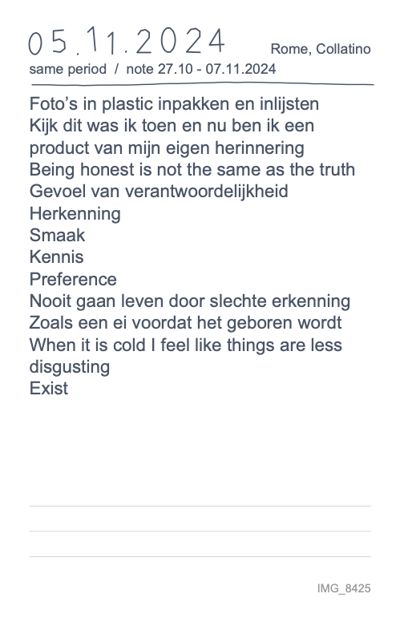 05.11.2024
Rome, Collatino
same period / note 27.10 - 07.11.2024
Foto’s in plastic inpakken en inlijsten
Kijk dit was ik toen en nu ben ik een
product van mijn eigen herinnering
Being honest is not the same as the truth
Gevoel van verantwoordelijkheid
Herkenning
Smaak
Kennis
Preference
Nooit gaan leven door slechte erkenning
Zoals een ei voordat het geboren wordt
When it is cold I feel like things are less
disgusting
Exist
IMG_8425